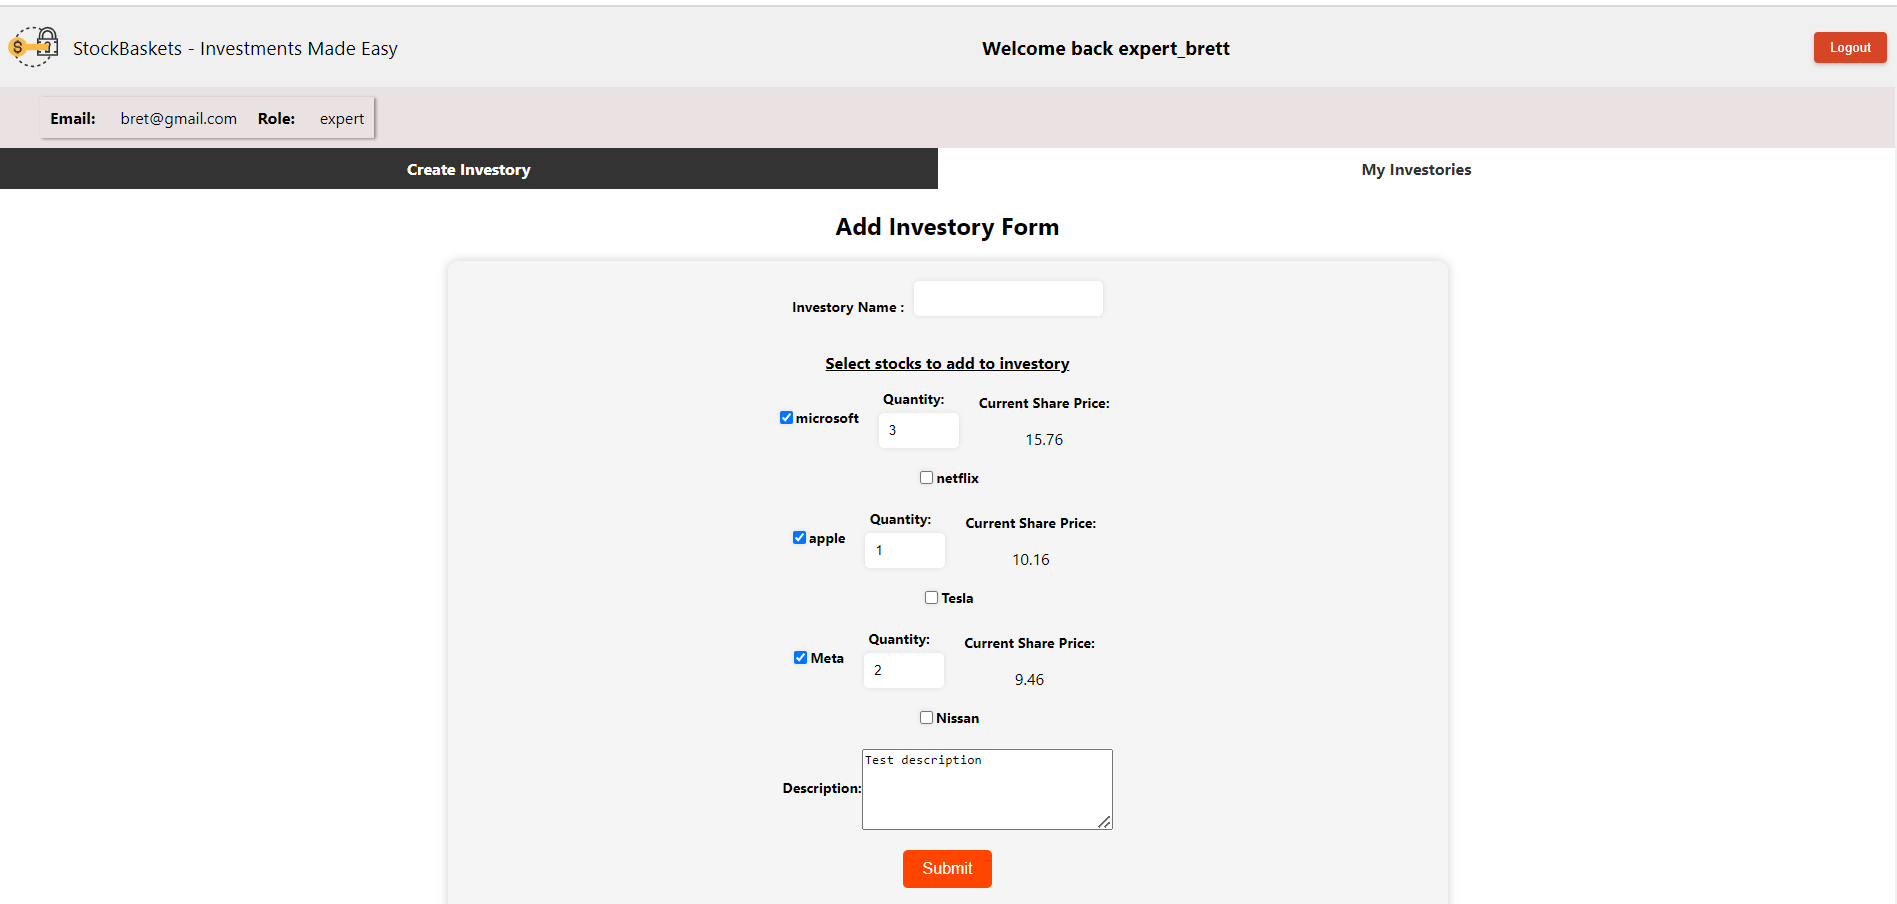 StockBaskets - Investments Made Easy
Welcome back expert_brett
Logout
Email: bret@gmail.com Role: expert
Create Investory
My Investories
Add Investory Form
Investory Name :
Select stocks to add to investory
Quantity: Current Share Price:
microsoft 3 15.76
netflix
Quantity: Current Share Price:
apple 1 10.16
Tesla
Quantity: Current Share Price:
Meta 2 9.46
Nissan
Description: Test description
Submit